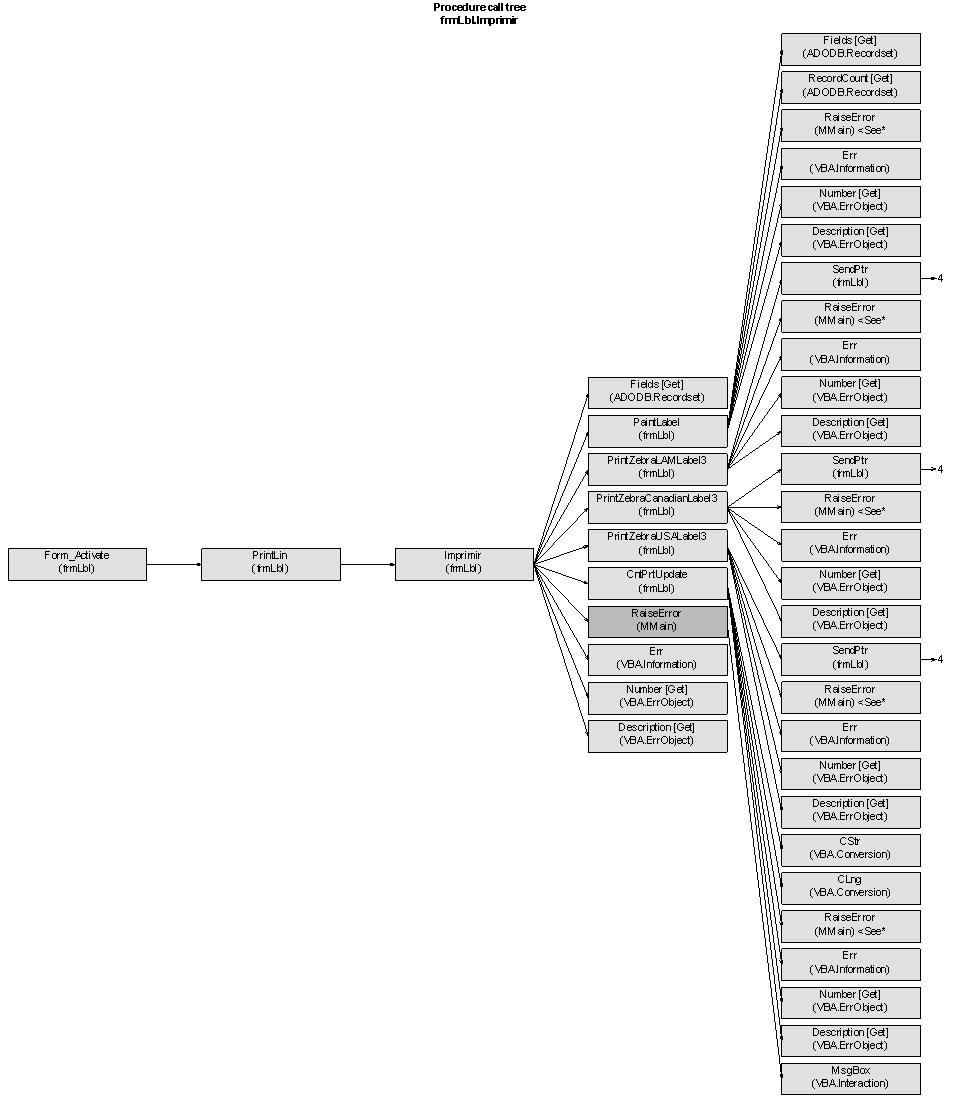 Procedure call tree
frmLbl.Imprimir
Form_Activate
(frmLbl)
PrintLin
(frmLbl)
Imprimir
(frmLbl)
Fields [Get]
(ADODB.Recordset)
PaintLabel
(frmLbl)
PrintZebraLAMLabel3
(frmLbl)
PrintZebraCanadianLabel3
(frmLbl)
PrintZebraUSALabel3
(frmLbl)
CntPrtUpdate
(frmLbl)
RaiseError
(MMain)
Err
(VBA.Information)
Number [Get]
(VBA.ErrObject)
Description [Get]
(VBA.ErrObject)
Fields [Get]
(ADODB.Recordset)
RecordCount [Get]
(ADODB.Recordset)
RaiseError
(MMain) <See*
Err
(VBA.Information)
Number [Get]
(VBA.ErrObject)
Description [Get]
(VBA.ErrObject)
SendPtr
(frmLbl)
4
RaiseError
(MMain) <See*
Err
(VBA.Information)
Number [Get]
(VBA.ErrObject)
Description [Get]
(VBA.ErrObject)
SendPtr
(frmLbl)
4
RaiseError
(MMain) <See*
Err
(VBA.Information)
Number [Get]
(VBA.ErrObject)
Description [Get]
(VBA.ErrObject)
SendPtr
(frmLbl)
4
RaiseError
(MMain) <See*
Err
(VBA.Information)
Number [Get]
(VBA.ErrObject)
Description [Get]
(VBA.ErrObject)
CStr
(VBA.Conversion)
CLng
(VBA.Conversion)
RaiseError
(MMain) <See*
Err
(VBA.Information)
Number [Get]
(VBA.ErrObject)
Description [Get]
(VBA.ErrObject)
MsgBox
(VBA.Interaction)